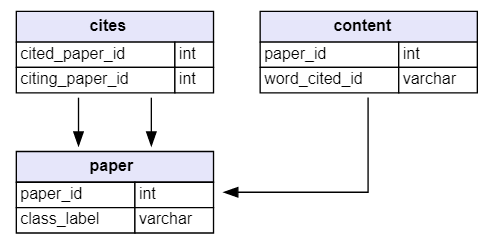 cites
cited_paper_id int
citing_paper_id int
content
paper_id int
word_cited_id varchar
paper
paper_id int
class_label varchar